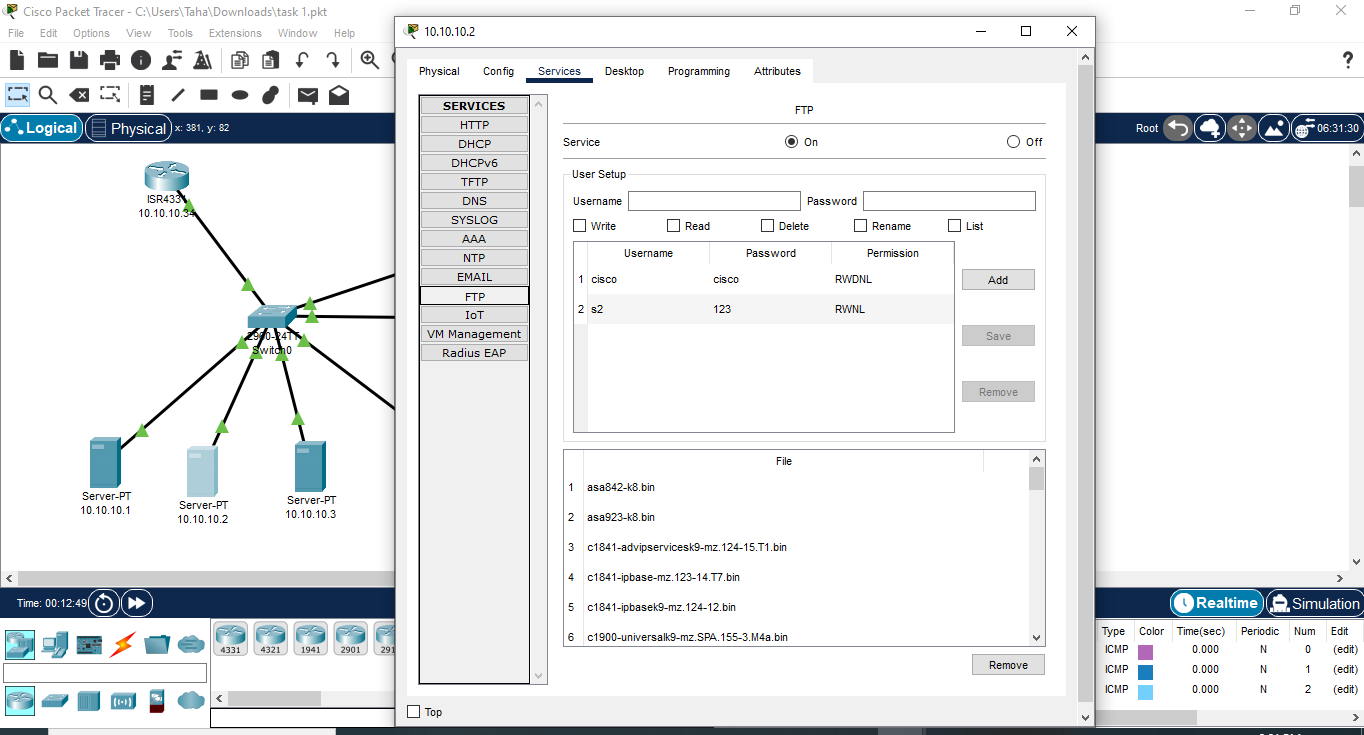 Cisco Packet Tracer - C:\Users\Taha\Downloads\task 1.pkt
File Edit Options View Tools Extensions Window Help
Logical Physical x: 381, y: 82
Root 06:31:30
ISR4331
10.10.10.34
Switch0
Server-PT
10.10.10.1
Server-PT
10.10.10.2
Server-PT
10.10.10.3
10.10.10.2
Physical Config Services Desktop Programming Attributes
SERVICES
HTTP
DHCP
DHCPv6
TFTP
DNS
SYSLOG
AAA
NTP
EMAIL
FTP
IoT
VM Management
Radius EAP
FTP
Service On Off
User Setup
Username Password
Write Read Delete Rename List
Username Password Permission
1 cisco cisco RWDNL
2 s2 123 RWNL
Add
Save
Remove
File
1 asa842-k8.bin
2 asa923-k8.bin
3 c1841-advipservicesk9-mz.124-15.T1.bin
4 c1841-ipbase-mz.123-14.T7.bin
5 c1841-ipbasek9-mz.124-12.bin
6 c1900-universalk9-mz.SPA.155-3.M4a.bin
Remove
Top
Time: 00:12:49
Realtime Simulation
4331 4321 1941 2901 291
Type Color Time(sec) Periodic Num Edit
ICMP 0.000 N 0 (edit)
ICMP 0.000 N 1 (edit)
ICMP 0.000 N 2 (edit)